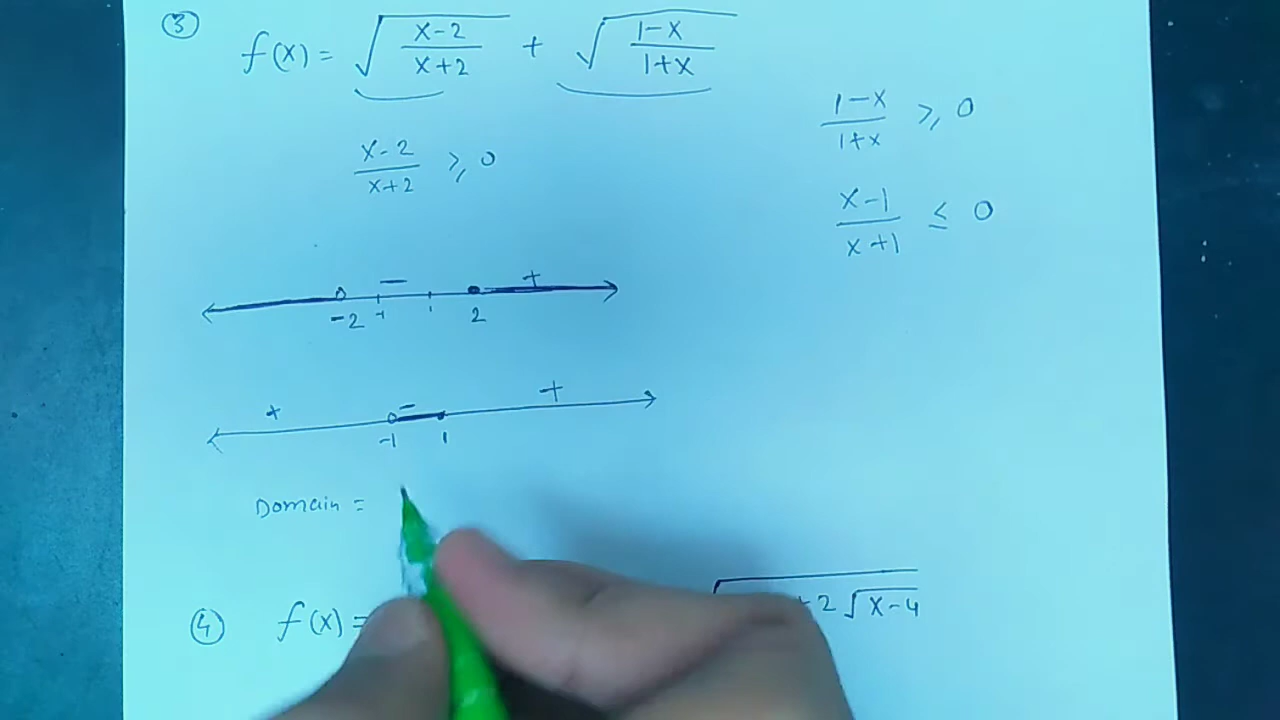 ③ f(x) = √((x-2)/(x+2)) + √((1-x)/(1+x))
(x-2)/(x+2) ≥ 0
(1-x)/(1+x) ≥ 0
(x-1)/(x+1) ≤ 0
− +
-2 -1 1 2
+ − +
-1 1
Domain =
④ f(x) = + 2√(x-4)